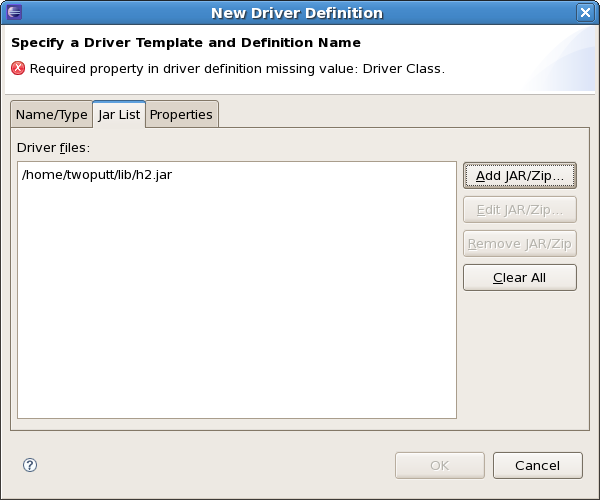 New Driver Definition
Specify a Driver Template and Definition Name
Required property in driver definition missing value: Driver Class.
Name/Type Jar List Properties
Driver files:
/home/twoputt/lib/h2.jar
Add JAR/Zip...
Edit JAR/Zip...
Remove JAR/Zip
Clear All
?
OK Cancel